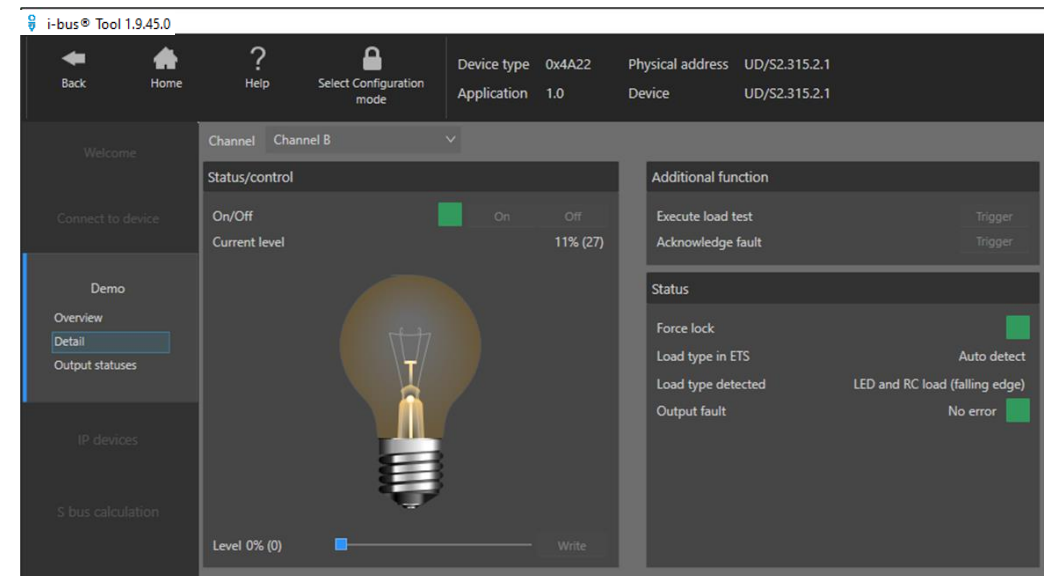 i-bus® Tool 1.9.45.0
Back
Home
Help
Select Configuration
mode
Device type 0x4A22
Physical address UD/S2.315.2.1
Application 1.0
Device UD/S2.315.2.1
Welcome
Connect to device
Demo
Overview
Detail
Output statuses
IP devices
S bus calculation
Channel Channel B
Status/control
On/Off On Off
Current level 11% (27)
Level 0% (0) Write
Additional function
Execute load test Trigger
Acknowledge fault Trigger
Status
Force lock
Load type in ETS Auto detect
Load type detected LED and RC load (falling edge)
Output fault No error